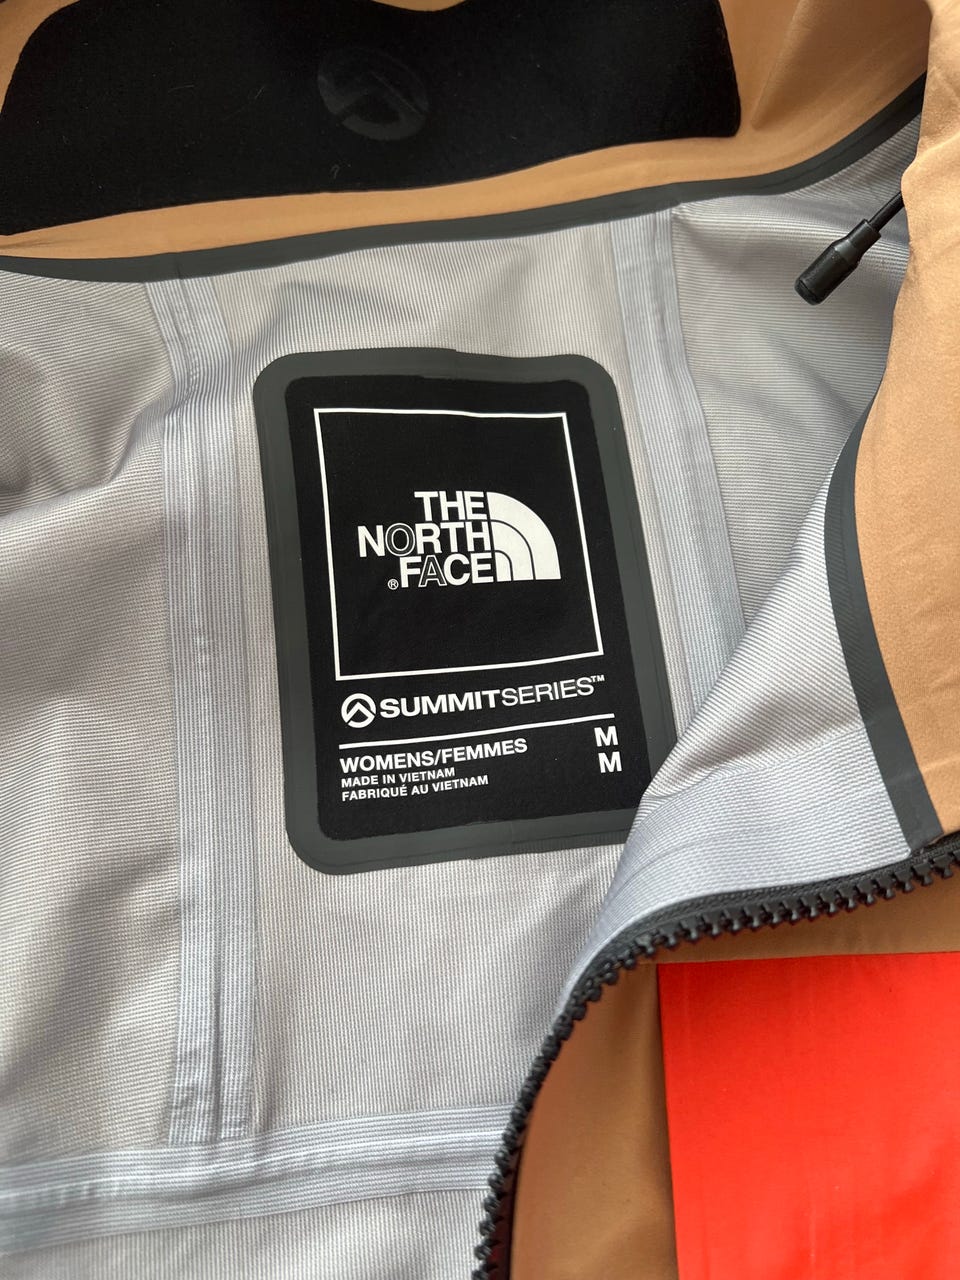 THE
NORTH
®FACE
SUMMITSERIES™
WOMENS/FEMMES M
MADE IN VIETNAM M
FABRIQUÉ AU VIETNAM